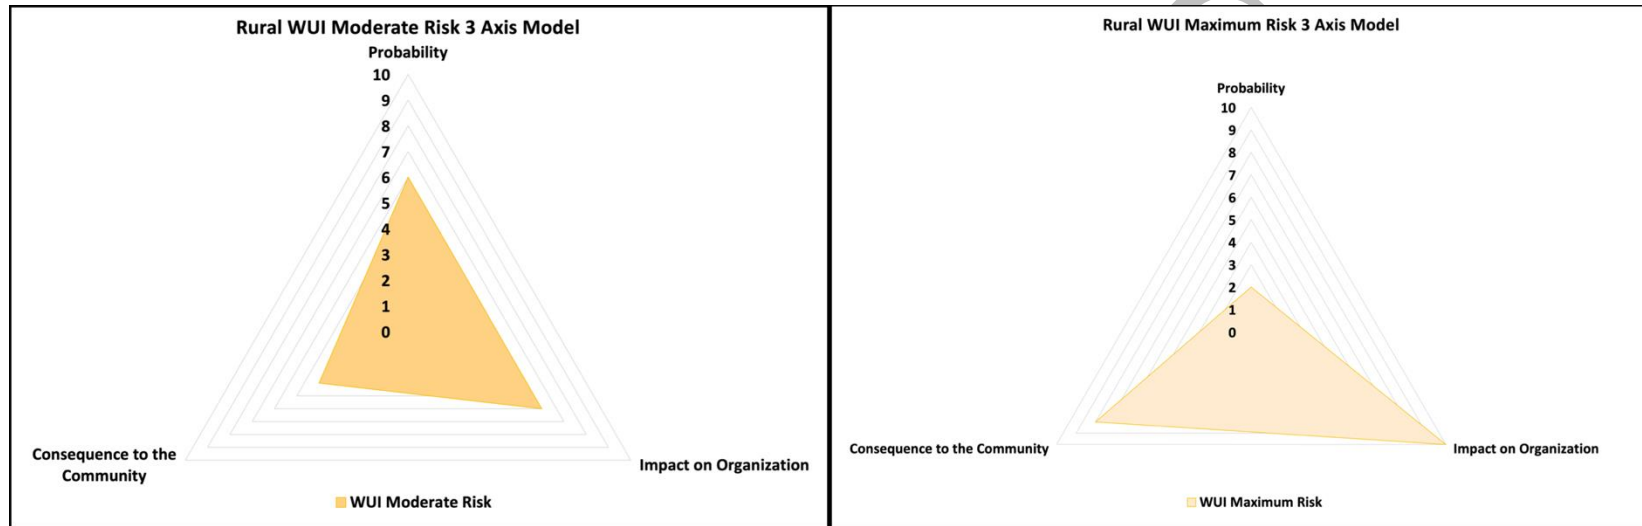 Rural WUI Moderate Risk 3 Axis Model
Probability
10
9
8
7
6
5
4
3
2
1
0
Consequence to the
Community
Impact on Organization
WUI Moderate Risk
Rural WUI Maximum Risk 3 Axis Model
Probability
10
9
8
7
6
5
4
3
2
1
0
Consequence to the Community
Impact on Organization
WUI Maximum Risk